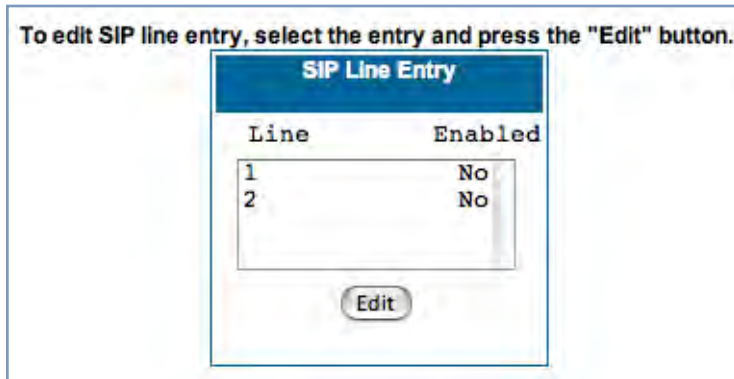 To edit SIP line entry, select the entry and press the "Edit" button.
SIP Line Entry
Line Enabled
1 No
2 No
Edit